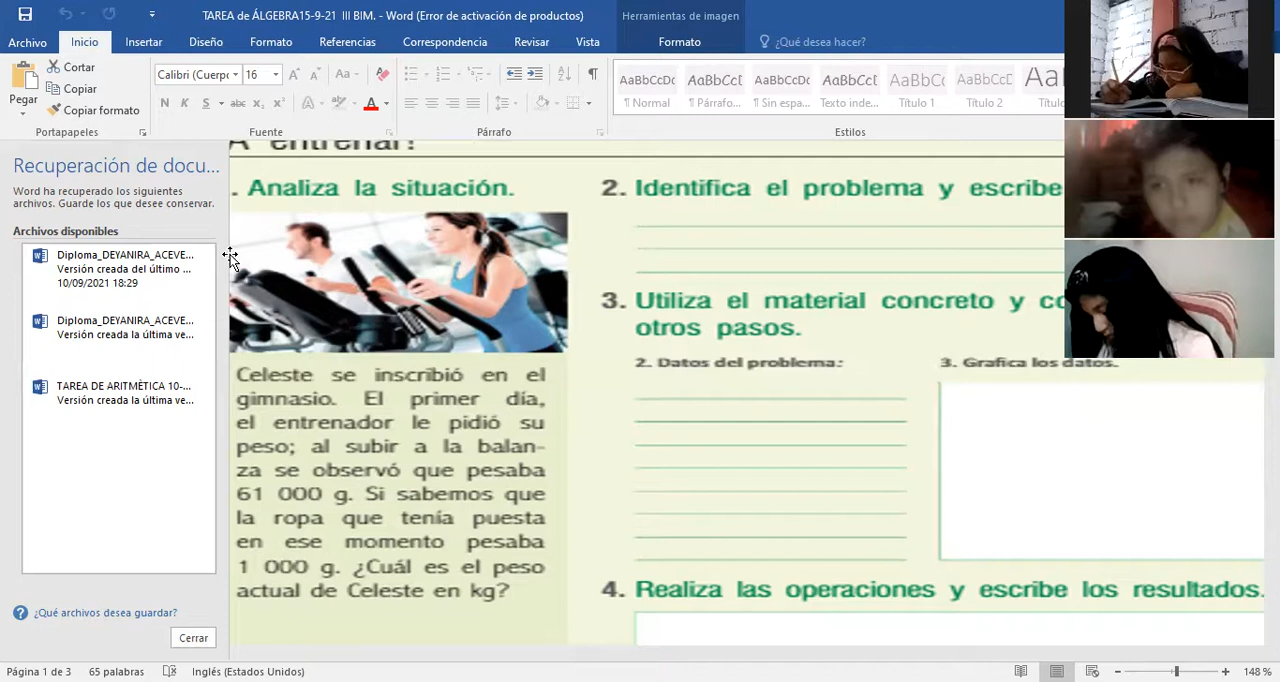 TAREA de ÁLGEBRA15-9-21 III BIM. - Word (Error de activación de productos)
Herramientas de imagen
Archivo
Inicio
Insertar
Diseño
Formato
Referencias
Correspondencia
Revisar
Vista
Formato
¿Qué desea hacer?
Pegar
Cortar
Copiar
Copiar formato
Portapapeles
Calibri (Cuerpo
16
Aa
N K S abc x₂ x²
A
Fuente
Párrafo
AaBbCcDc
AaBbCcI
AaBbCcDc
AaBbCcI
AaBbCc
AaBbCcD
AaI
¶ Normal
¶ Párrafo...
¶ Sin espa...
Texto inde...
Título 1
Título 2
Título
Estilos
Recuperación de docu...
Word ha recuperado los siguientes
archivos. Guarde los que desee conservar.
Archivos disponibles
Diploma_DEYANIRA_ACEVE...
Versión creada del último ...
10/09/2021 18:29
Diploma_DEYANIRA_ACEVE...
Versión creada la última ve...
TAREA DE ARITMÉTICA 10-...
Versión creada la última ve...
¿Qué archivos desea guardar?
Cerrar
A entrenar!
. Analiza la situación.
Celeste se inscribió en el
gimnasio. El primer día,
el entrenador le pidió su
peso; al subir a la balan-
za se observó que pesaba
61 000 g. Si sabemos que
la ropa que tenía puesta
en ese momento pesaba
1 000 g. ¿Cuál es el peso
actual de Celeste en kg?
2. Identifica el problema y escribe
3. Utiliza el material concreto y co
otros pasos.
2. Datos del problema:
3. Grafica los datos.
4. Realiza las operaciones y escribe los resultados.
Página 1 de 3
65 palabras
Inglés (Estados Unidos)
148 %